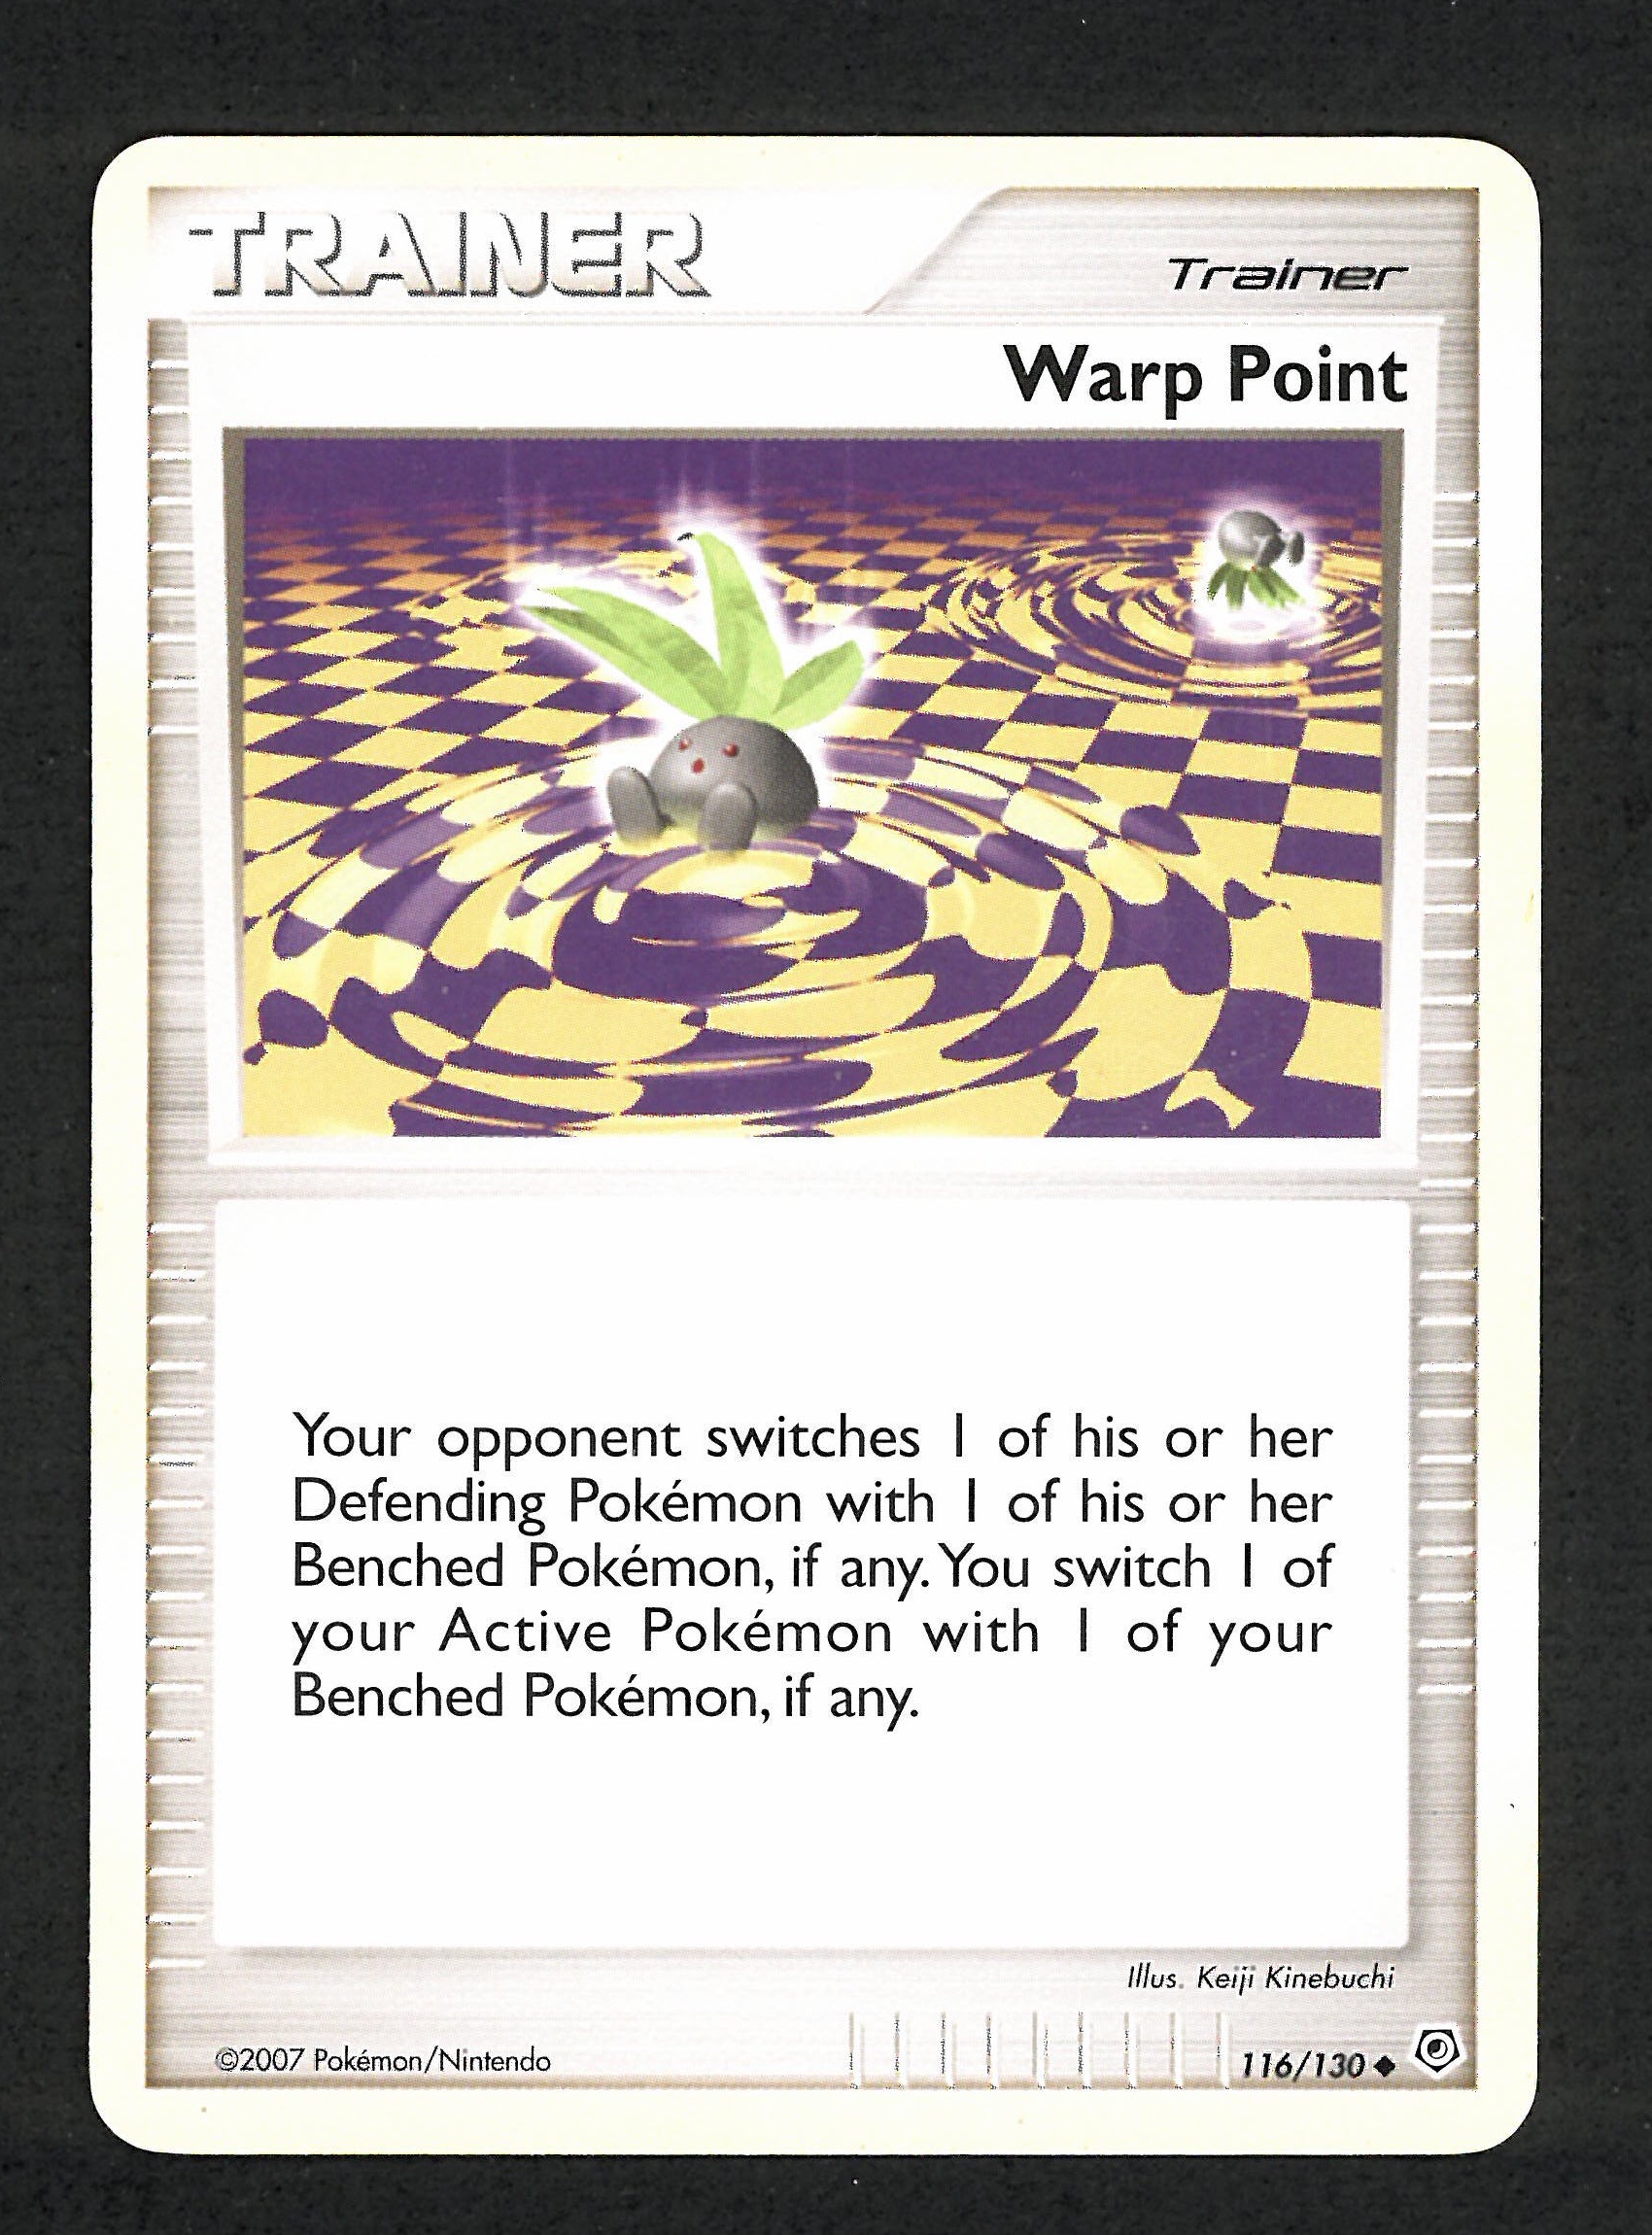 TRAINER
Trainer
Warp Point
Your opponent switches 1 of his or her
Defending Pokémon with 1 of his or her
Benched Pokémon, if any. You switch 1 of
your Active Pokémon with 1 of your
Benched Pokémon, if any.
Illus. Keiji Kinebuchi
©2007 Pokémon/Nintendo
116/130